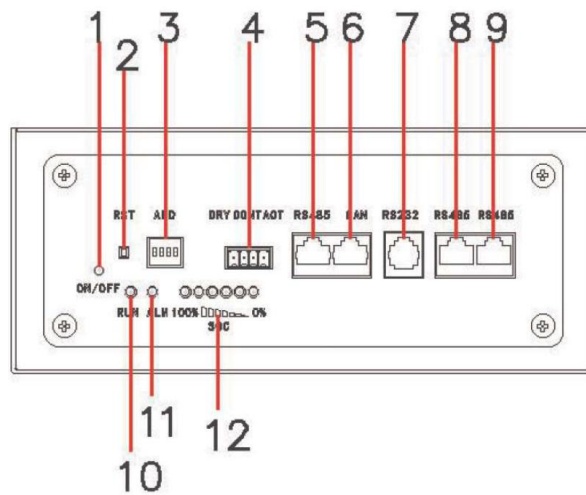 1 2 3 4 5 6 7 8 9
RST ADD DRY CONTACT RS485 CAN RS232 RS485 RS485
ON/OFF
RUN ALM 100% 0%
SOC
10 11 12